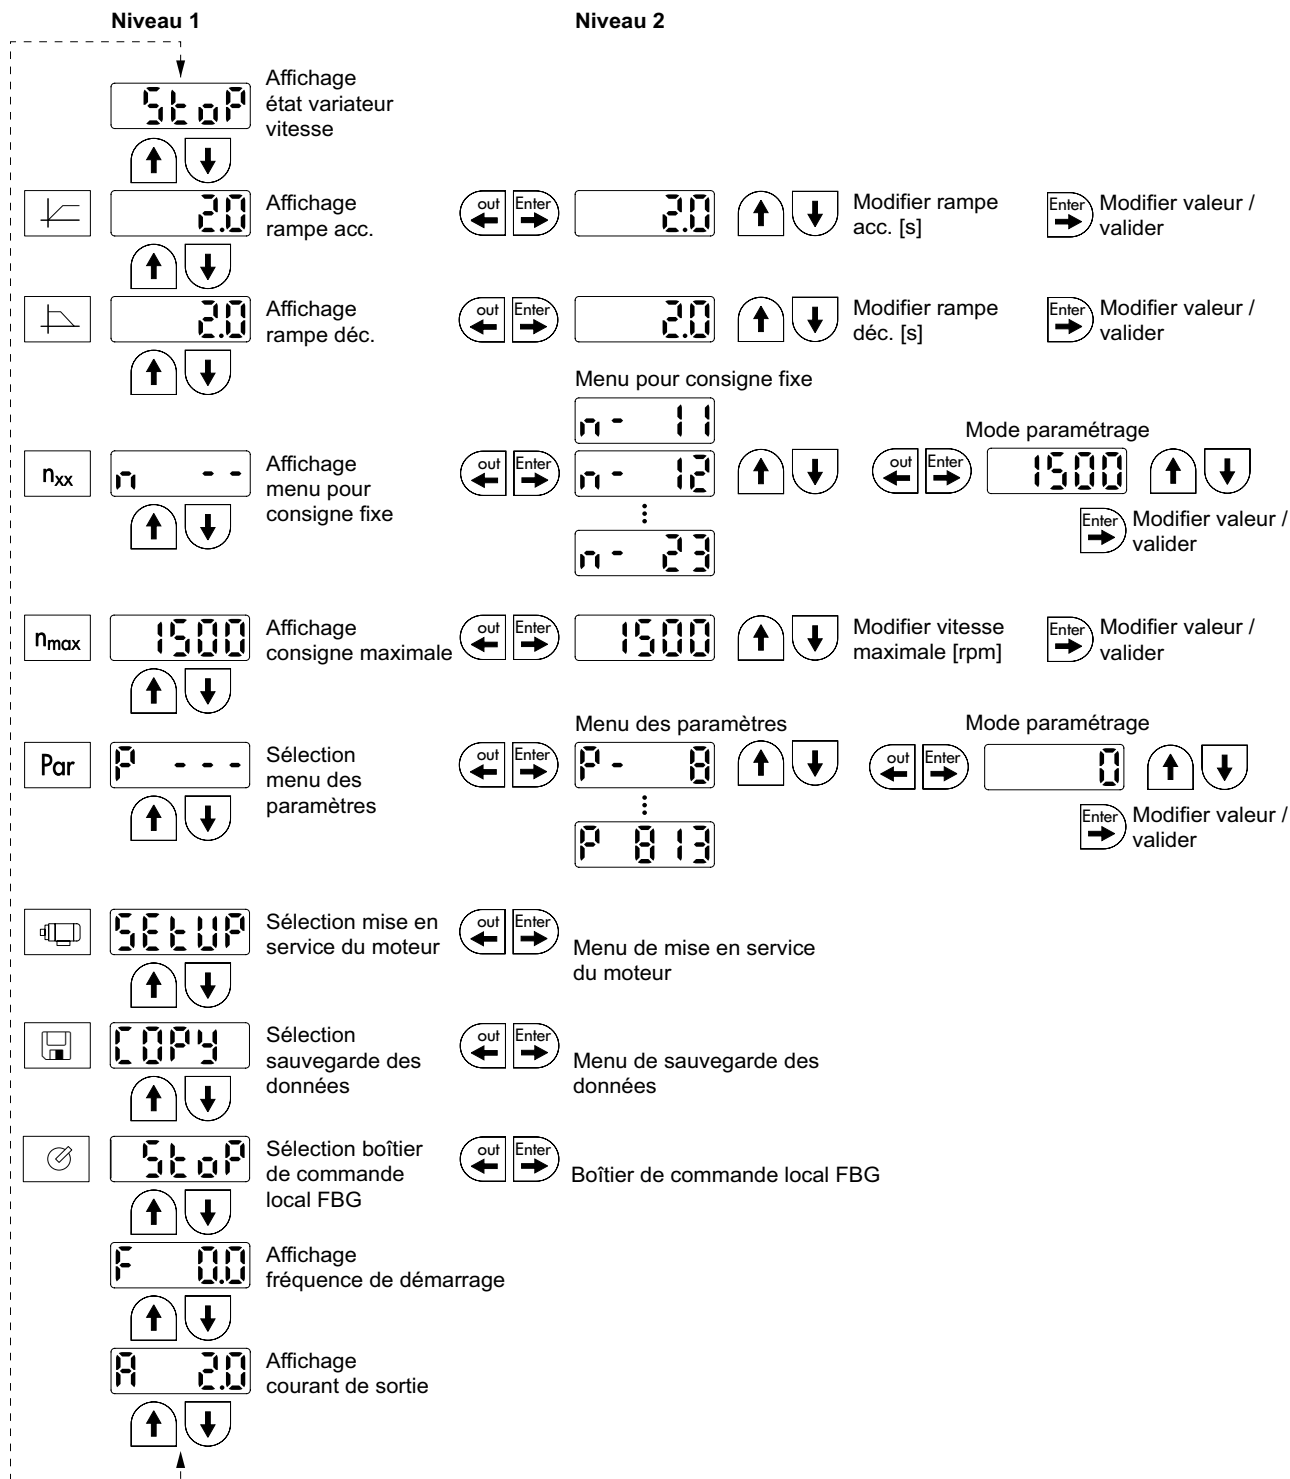 Niveau 1
Niveau 2
StoP
Affichage
état variateur
vitesse
2.0
Affichage
rampe acc.
out
Enter
2.0
Modifier rampe
acc. [s]
Enter
Modifier valeur /
valider
2.0
Affichage
rampe déc.
out
Enter
2.0
Modifier rampe
déc. [s]
Enter
Modifier valeur /
valider
Menu pour consigne fixe
n- 11
Mode paramétrage
nxx
n --
Affichage
menu pour
consigne fixe
out
Enter
n- 12
out
Enter
1500
Enter
Modifier valeur /
valider
n- 23
nmax
1500
Affichage
consigne maximale
out
Enter
1500
Modifier vitesse
maximale [rpm]
Enter
Modifier valeur /
valider
Menu des paramètres
Mode paramétrage
Par
P ---
Sélection
menu des
paramètres
out
Enter
P- 8
out
Enter
0
Enter
Modifier valeur /
valider
P 813
SEtUP
Sélection mise en
service du moteur
out
Enter
Menu de mise en service
du moteur
COPY
Sélection
sauvegarde des
données
out
Enter
Menu de sauvegarde des
données
StoP
Sélection boîtier
de commande
local FBG
out
Enter
Boîtier de commande local FBG
F 0.0
Affichage
fréquence de démarrage
A 2.0
Affichage
courant de sortie